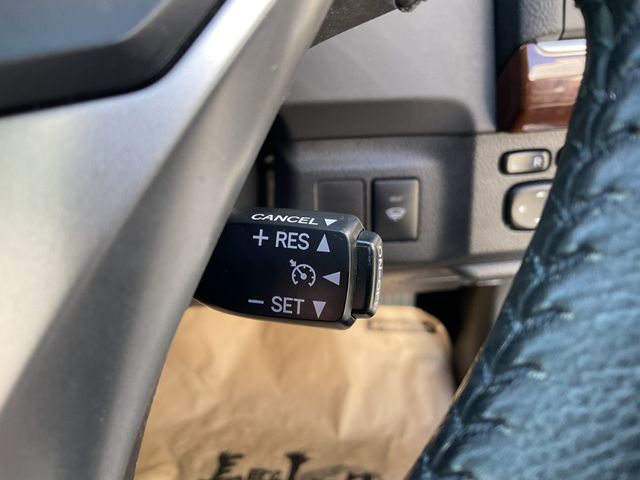 CANCEL ▼
+ RES ▲
◀
− SET ▼
R